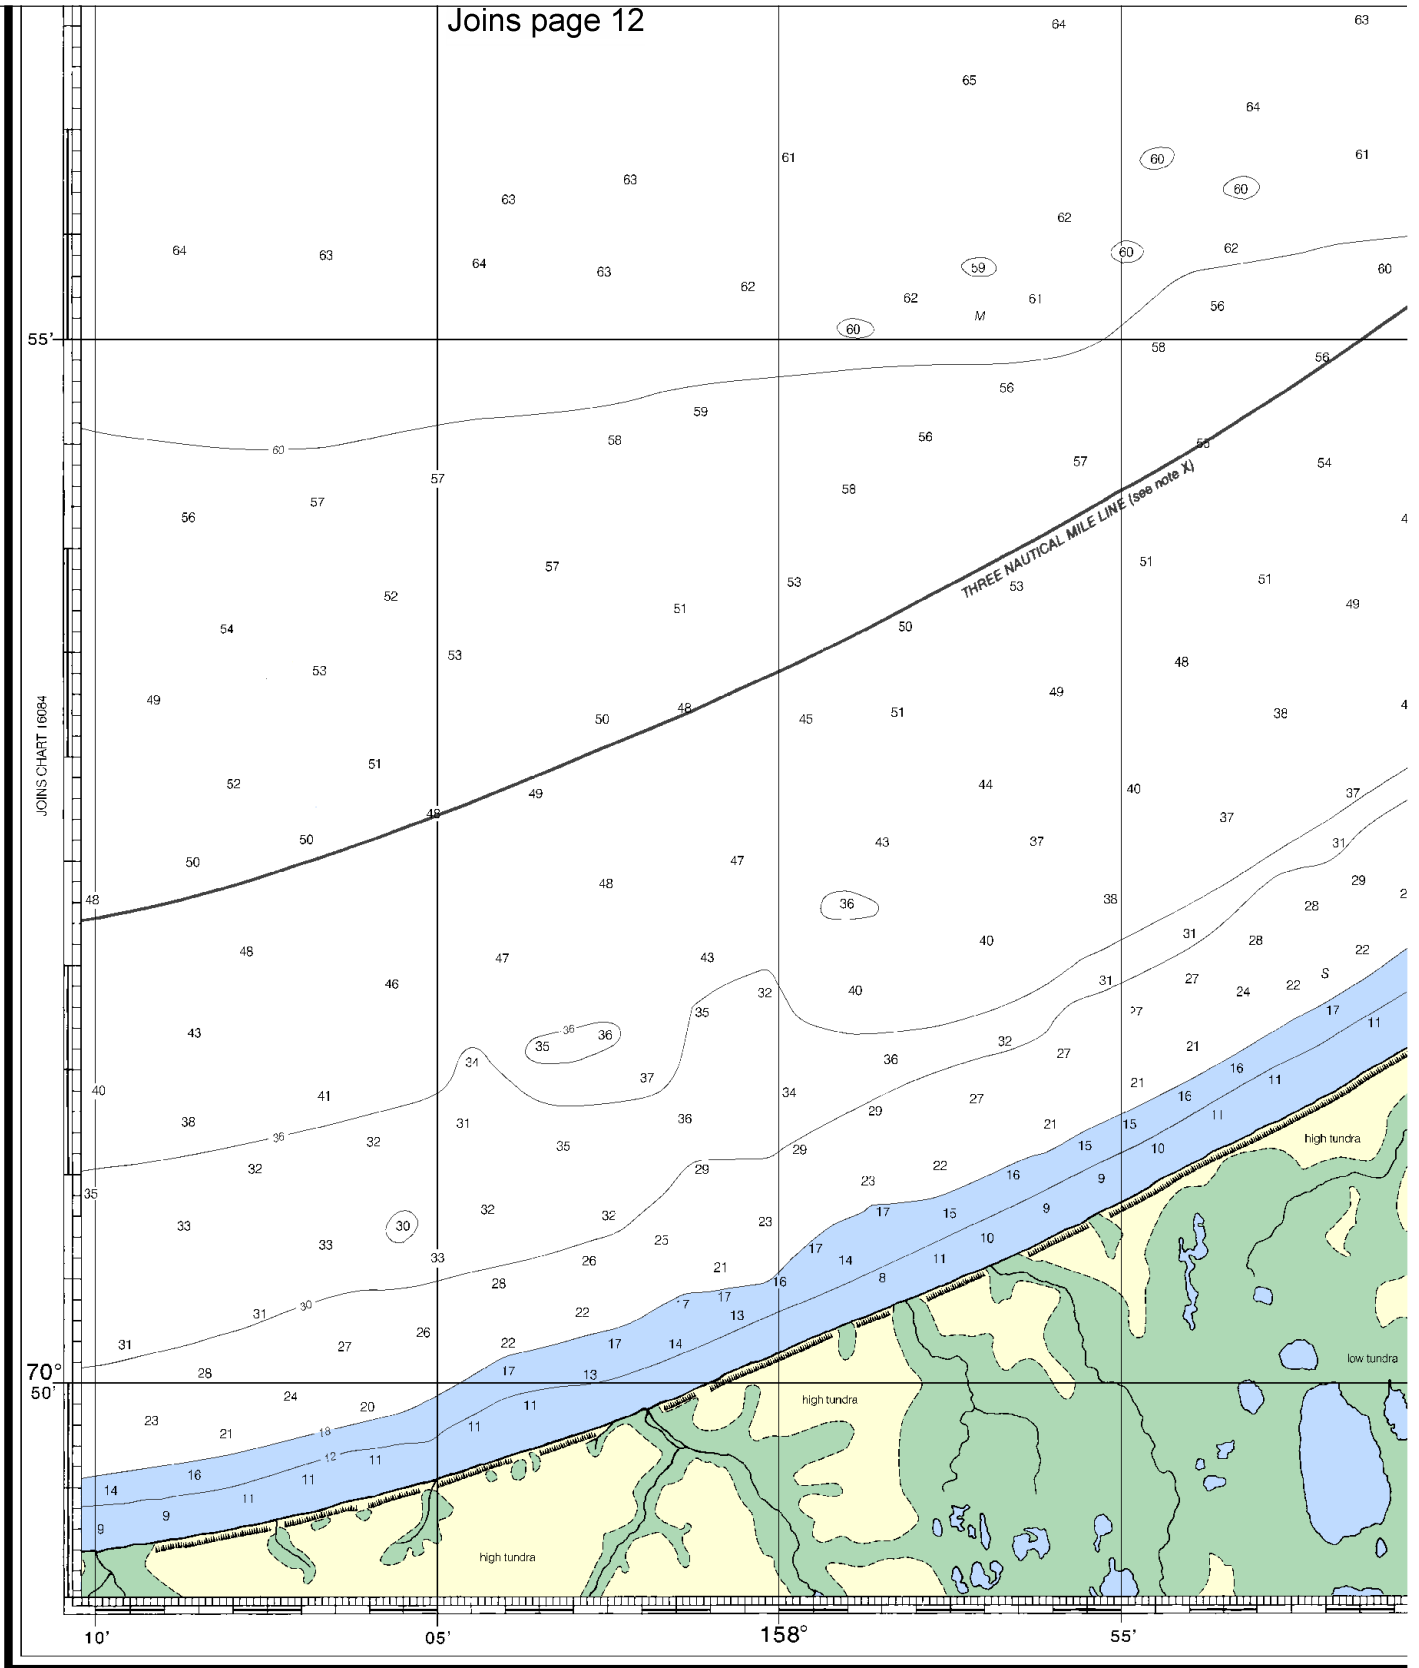 Joins page 12
64 63
65
64
61 60 61
63 60
63
62
64 63 64 63 60 62
59 60
62 62 61 56
M
60
55'
58
56
56
59
60 58 56
55
57 57 54
58
56 57
THREE NAUTICAL MILE LINE (see note X)
57 53 51 51
52 51 53 49
54 50
53 53 48
49 50 48 45 51 49 38
JOINS CHART 16084
52 51 49 44 40 37
48 37
50 50 47 43 37 31
48 48 36 38 29
28
48 47 43 40 31 28 22
46 32 40 31 27 24 22 S
35 27 17 11
43 35 36 36 32 21
34 37 36 27 16 11
40 41 34 27 21 16
38 31 36 29 21 15 11
36 32 35 29 15 10 high tundra
32 29 23 22 16 9
35 33 32 32 23 17 15 9
30 25 17 10
33 33 26 21 14 11
28 16 8
31 30 22 17 17 13
31 27 26 22 17 14
low tundra
70°
50'
28 17 13
24 20 11 high tundra
23 21 18 11
12
16 11 11
14 11
9 9
high tundra
10' 05' 158° 55'